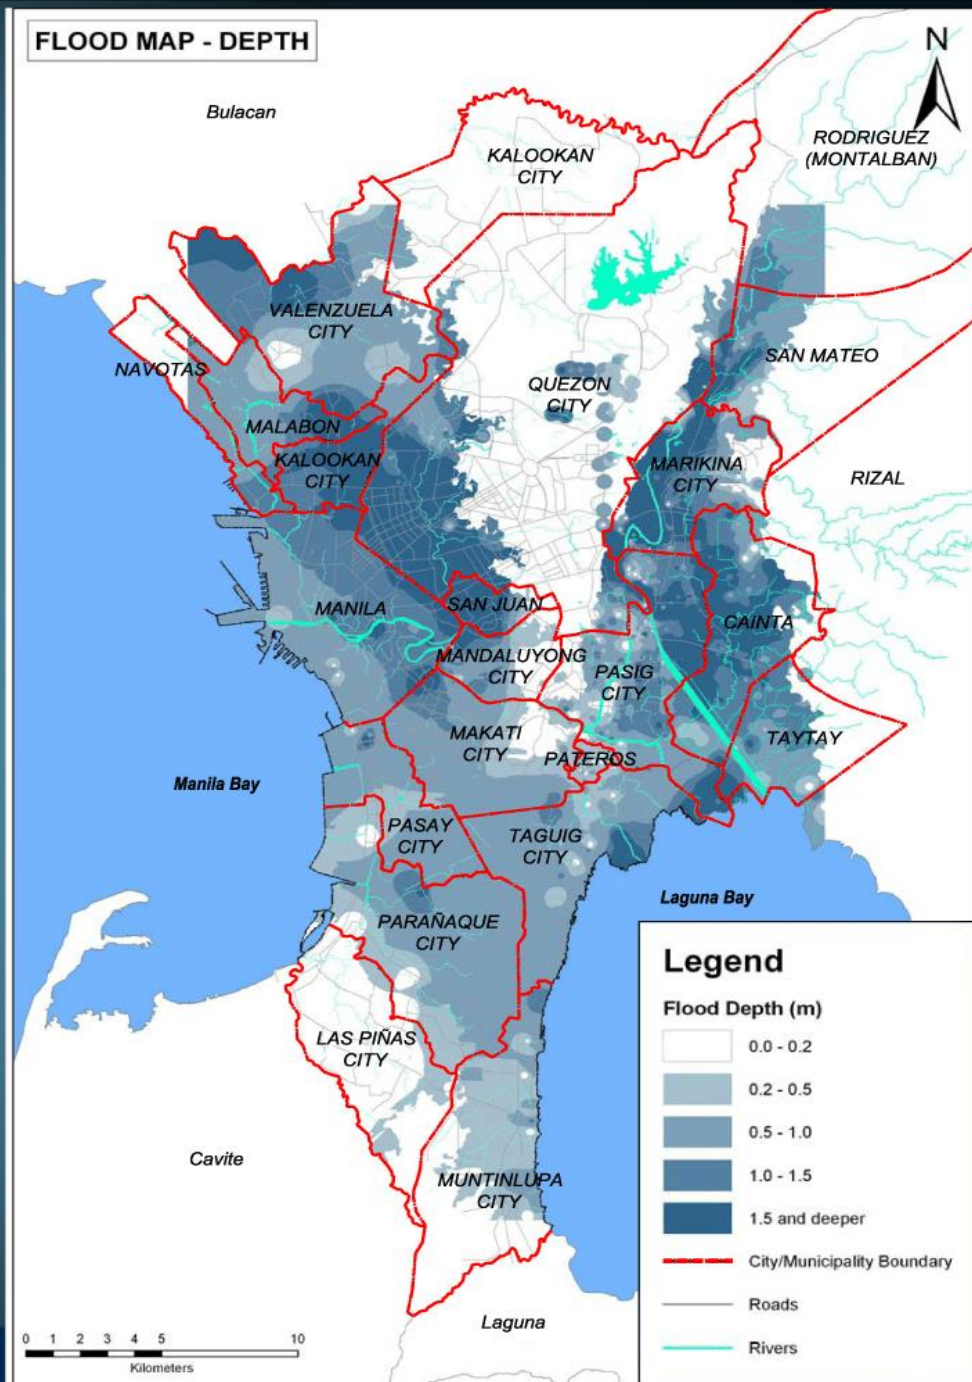 FLOOD MAP - DEPTH
N
Bulacan
RODRIGUEZ
(MONTALBAN)
KALOOKAN
CITY
VALENZUELA
CITY
NAVOTAS
SAN MATEO
QUEZON
CITY
MALABON
KALOOKAN
CITY
MARIKINA
CITY
RIZAL
MANILA
SAN JUAN
CAINTA
MANDALUYONG
CITY
PASIG
CITY
MAKATI
CITY
PATEROS
TAYTAY
Manila Bay
PASAY
CITY
TAGUIG
CITY
Laguna Bay
PARAÑAQUE
CITY
LAS PIÑAS
CITY
Cavite
MUNTINLUPA
CITY
Laguna
Legend
Flood Depth (m)
0.0 - 0.2
0.2 - 0.5
0.5 - 1.0
1.0 - 1.5
1.5 and deeper
City/Municipality Boundary
Roads
Rivers
0 1 2 3 4 5 10
Kilometers